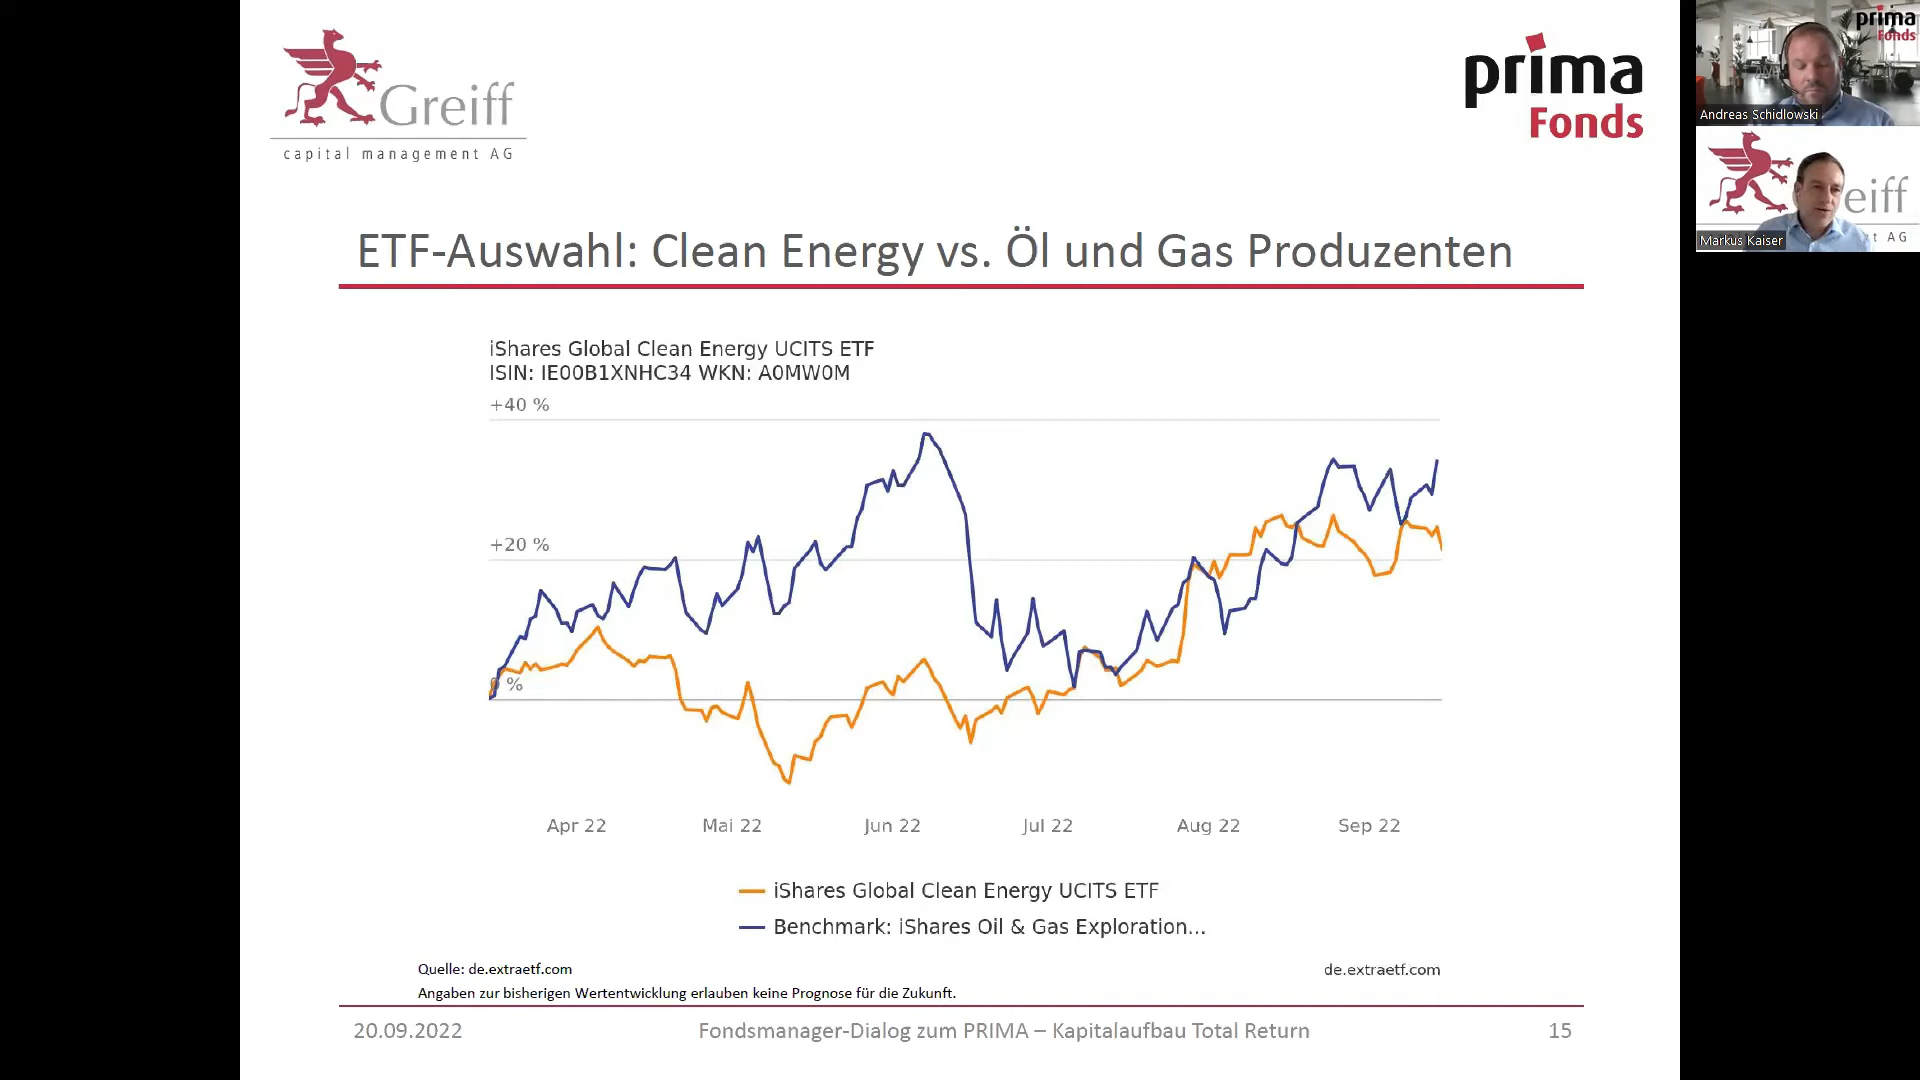 Greiff
capital management AG
prima
Fonds
ETF-Auswahl: Clean Energy vs. Öl und Gas Produzenten
iShares Global Clean Energy UCITS ETF
ISIN: IE00B1XNHC34 WKN: A0MW0M
+40 %
+20 %
0 %
Apr 22
Mai 22
Jun 22
Jul 22
Aug 22
Sep 22
iShares Global Clean Energy UCITS ETF
Benchmark: iShares Oil & Gas Exploration...
Quelle: de.extraetf.com
de.extraetf.com
Angaben zur bisherigen Wertentwicklung erlauben keine Prognose für die Zukunft.
20.09.2022
Fondsmanager-Dialog zum PRIMA – Kapitalaufbau Total Return
15
prima
Fonds
Andreas Schidlowski
eiff
t AG
Markus Kaiser